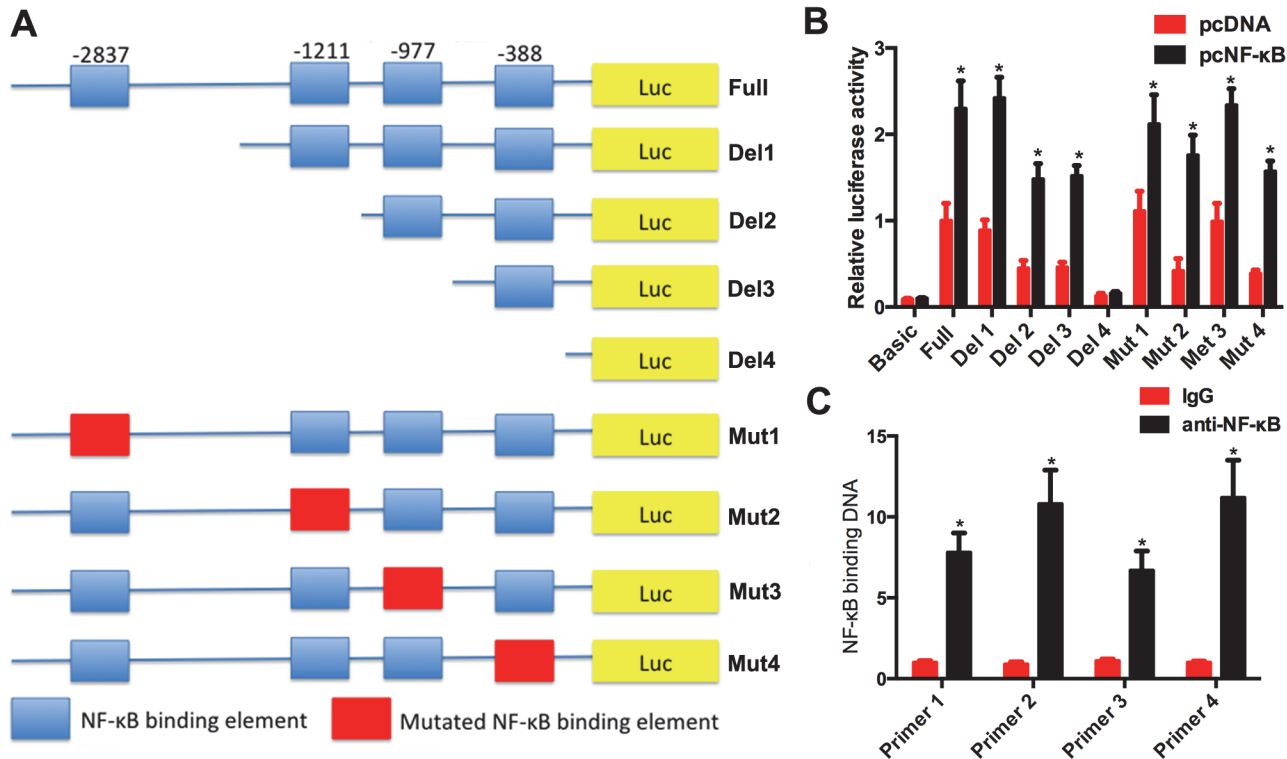 A
-2837
-1211
-977
-388
Luc
Full
Luc
Del1
Luc
Del2
Luc
Del3
Luc
Del4
Luc
Mut1
Luc
Mut2
Luc
Mut3
Luc
Mut4
NF-κB binding element
Mutated NF-κB binding element
B
pcDNA
pcNF-κB
Relative luciferase activity
3
2
1
0
* * * * * * * *
Basic
Full
Del 1
Del 2
Del 3
Del 4
Mut 1
Mut 2
Met 3
Mut 4
C
IgG
anti-NF-κB
NF-κB binding DNA
15
10
5
0
* * * *
Primer 1
Primer 2
Primer 3
Primer 4